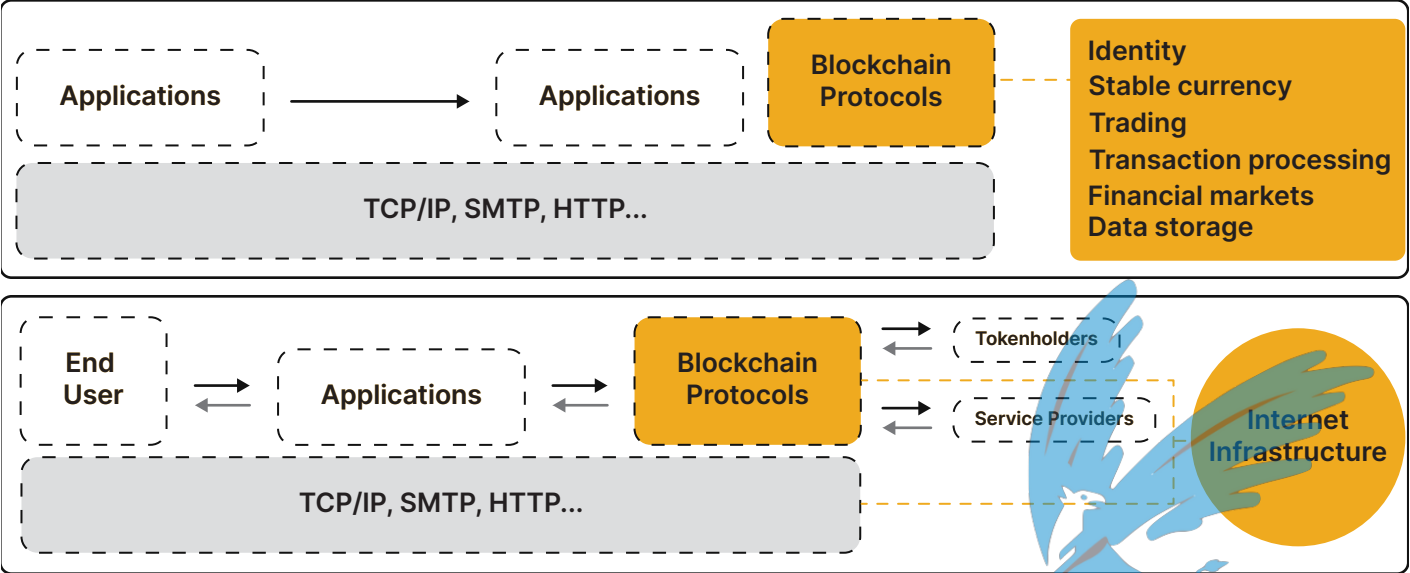 Applications
Applications
Blockchain
Protocols
TCP/IP, SMTP, HTTP...
Identity
Stable currency
Trading
Transaction processing
Financial markets
Data storage
End
User
Applications
Blockchain
Protocols
Tokenholders
Service Providers
TCP/IP, SMTP, HTTP...
Internet
Infrastructure